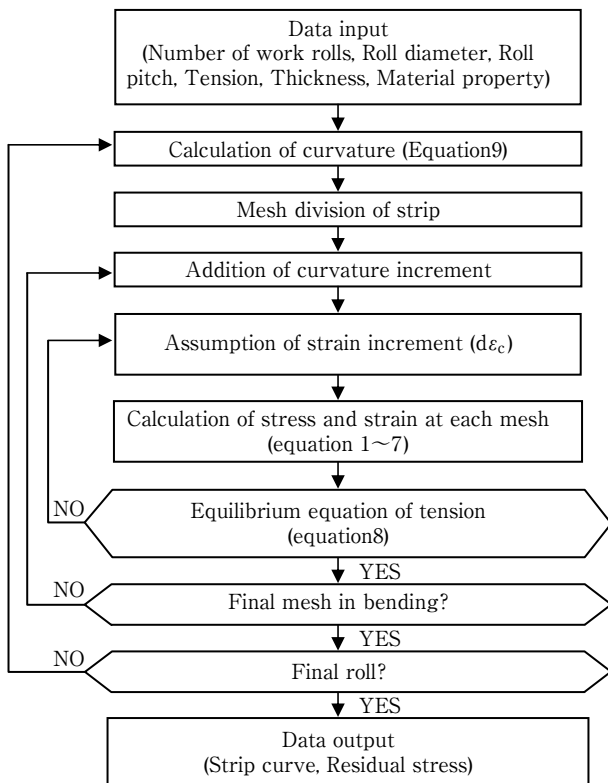 Data input
(Number of work rolls, Roll diameter, Roll
pitch, Tension, Thickness, Material property)
Calculation of curvature (Equation9)
Mesh division of strip
Addition of curvature increment
Assumption of strain increment (dε_c)
Calculation of stress and strain at each mesh
(equation 1～7)
NO
Equilibrium equation of tension
(equation8)
YES
NO
Final mesh in bending?
YES
NO
Final roll?
YES
Data output
(Strip curve, Residual stress)